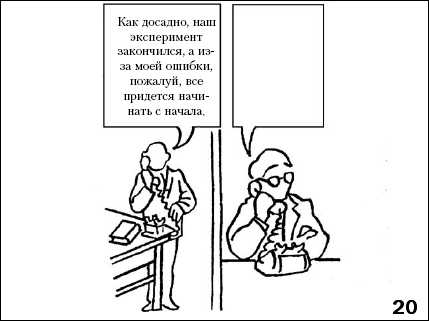 Как досадно, наш
эксперимент
закончился, а из-
за моей ошибки,
пожалуй, все
придется начи-
нать с начала.
20